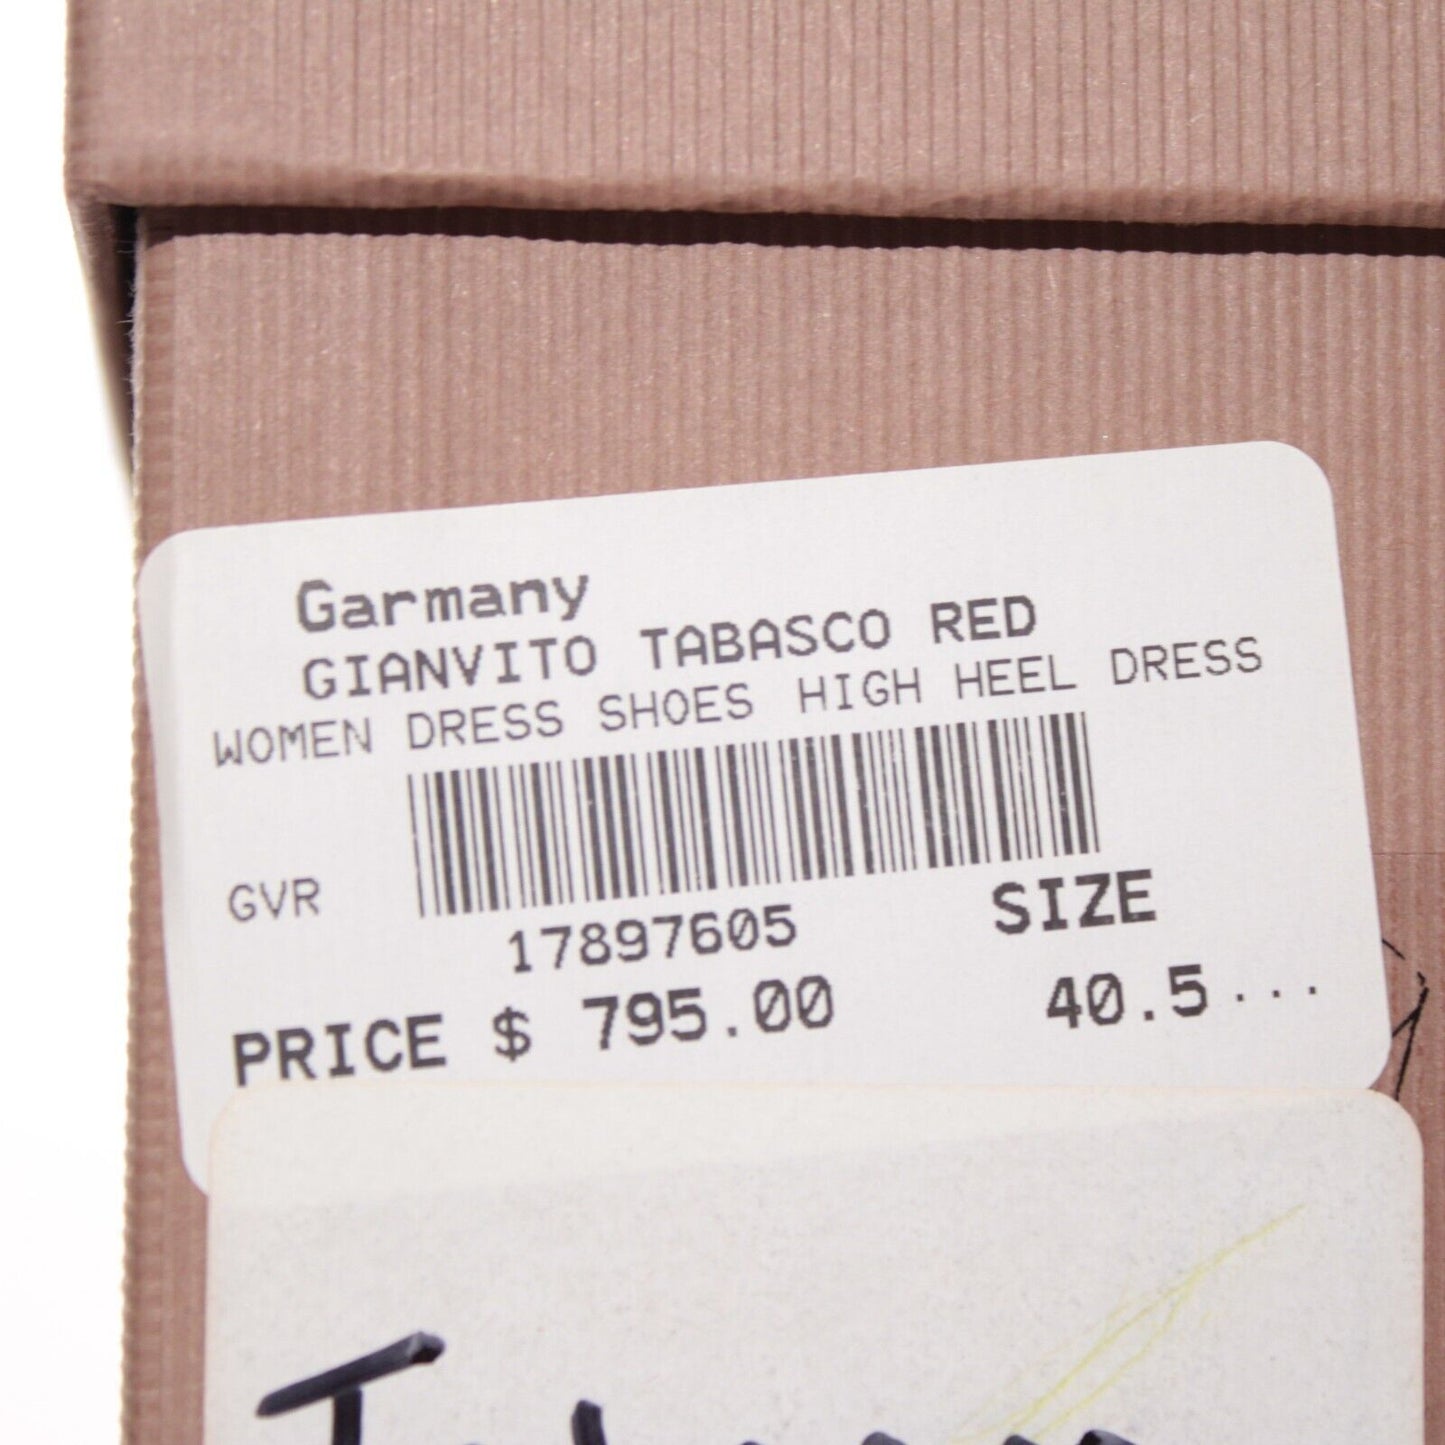 Garmany
GIANVITO TABASCO RED
WOMEN DRESS SHOES HIGH HEEL DRESS
GVR
17897605
SIZE
PRICE $ 795.00
40.5...